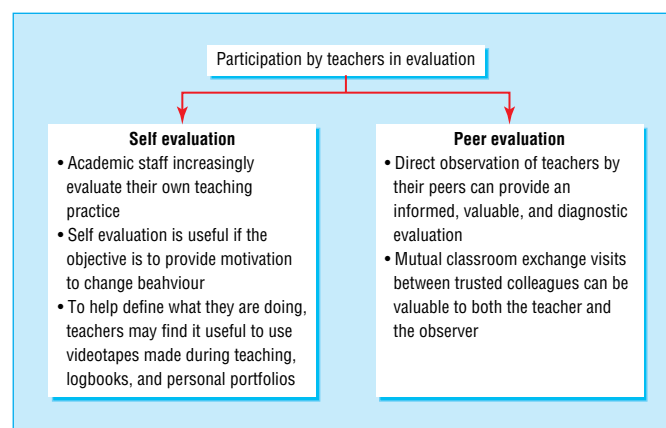 Participation by teachers in evaluation
Self evaluation
• Academic staff increasingly
evaluate their own teaching
practice
• Self evaluation is useful if the
objective is to provide motivation
to change beahviour
• To help define what they are doing,
teachers may find it useful to use
videotapes made during teaching,
logbooks, and personal portfolios
Peer evaluation
• Direct observation of teachers by
their peers can provide an
informed, valuable, and diagnostic
evaluation
• Mutual classroom exchange visits
between trusted colleagues can be
valuable to both the teacher and
the observer